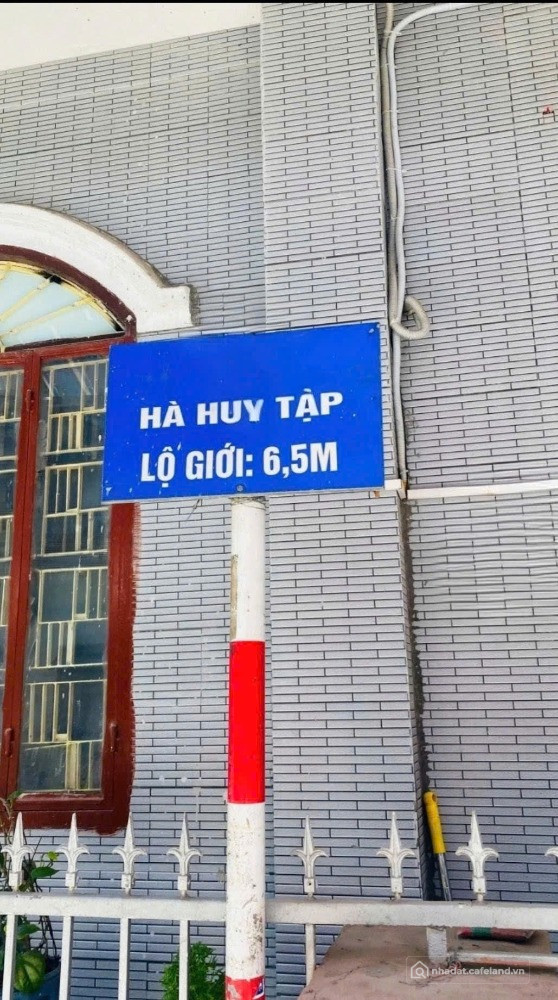 HÀ HUY TẬP
LỘ GIỚI: 6,5M
nhadat.cafeland.vn